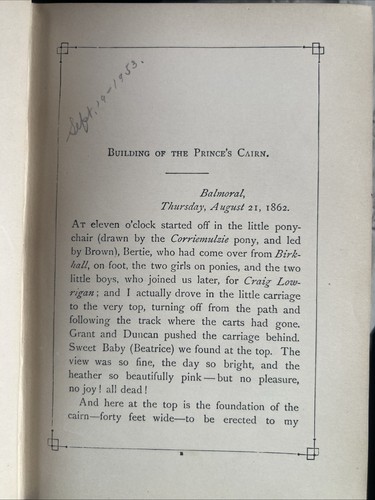 Sept. 19-1953.
BUILDING OF THE PRINCE'S CAIRN.
Balmoral,
Thursday, August 21, 1862.
AT eleven o'clock started off in the little pony-
chair (drawn by the Corriemulzie pony, and led
by Brown), Bertie, who had come over from Birk-
hall, on foot, the two girls on ponies, and the two
little boys, who joined us later, for Craig Low-
rigan; and I actually drove in the little carriage
to the very top, turning off from the path and
following the track where the carts had gone.
Grant and Duncan pushed the carriage behind.
Sweet Baby (Beatrice) we found at the top. The
view was so fine, the day so bright, and the
heather so beautifully pink—but no pleasure,
no joy! all dead!
And here at the top is the foundation of the
cairn—forty feet wide—to be erected to my